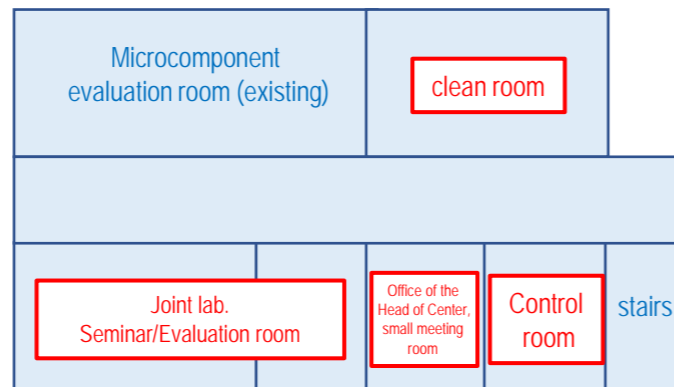 Microcomponent
evaluation room (existing)
clean room
Joint lab.
Seminar/Evaluation room
Office of the
Head of Center,
small meeting
room
Control
room
stairs